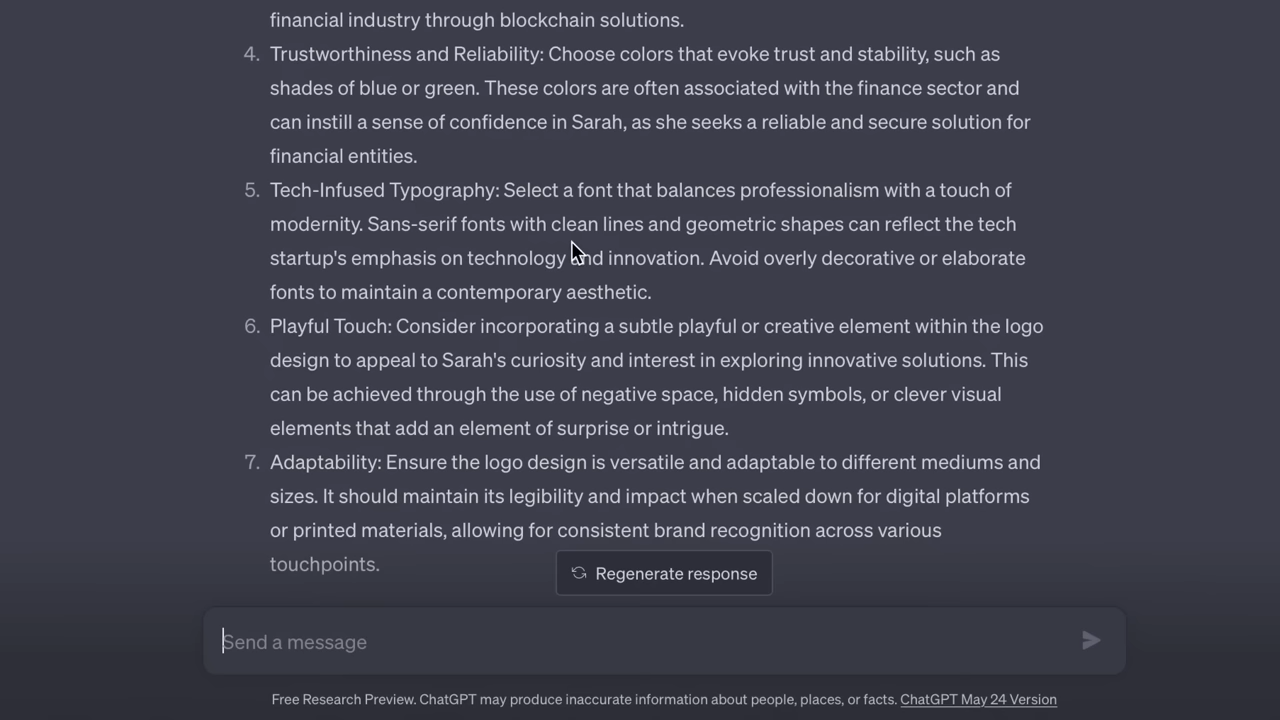 financial industry through blockchain solutions.
4. Trustworthiness and Reliability: Choose colors that evoke trust and stability, such as
shades of blue or green. These colors are often associated with the finance sector and
can instill a sense of confidence in Sarah, as she seeks a reliable and secure solution for
financial entities.
5. Tech-Infused Typography: Select a font that balances professionalism with a touch of
modernity. Sans-serif fonts with clean lines and geometric shapes can reflect the tech
startup's emphasis on technology and innovation. Avoid overly decorative or elaborate
fonts to maintain a contemporary aesthetic.
6. Playful Touch: Consider incorporating a subtle playful or creative element within the logo
design to appeal to Sarah's curiosity and interest in exploring innovative solutions. This
can be achieved through the use of negative space, hidden symbols, or clever visual
elements that add an element of surprise or intrigue.
7. Adaptability: Ensure the logo design is versatile and adaptable to different mediums and
sizes. It should maintain its legibility and impact when scaled down for digital platforms
or printed materials, allowing for consistent brand recognition across various
touchpoints.
Regenerate response
Send a message
Free Research Preview. ChatGPT may produce inaccurate information about people, places, or facts. ChatGPT May 24 Version